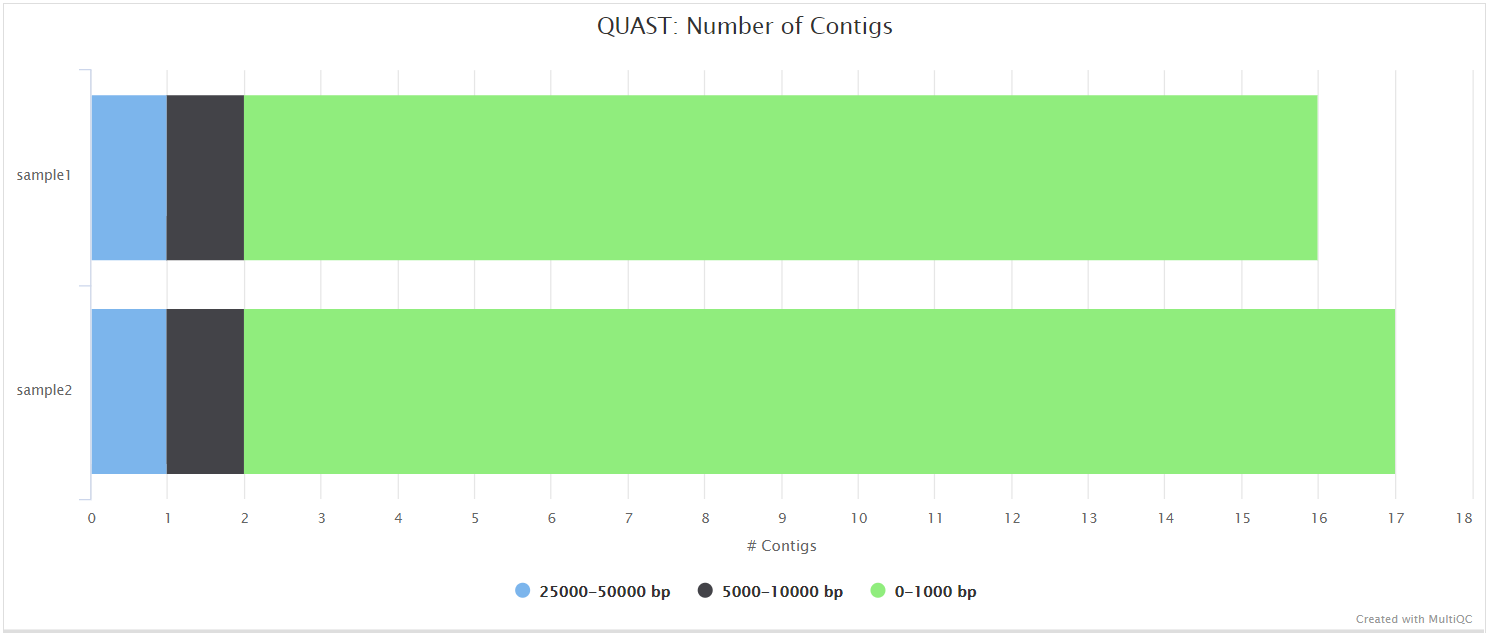 QUAST: Number of Contigs
sample1
sample2
0 1 2 3 4 5 6 7 8 9 10 11 12 13 14 15 16 17 18
# Contigs
25000–50000 bp 5000–10000 bp 0–1000 bp
Created with MultiQC